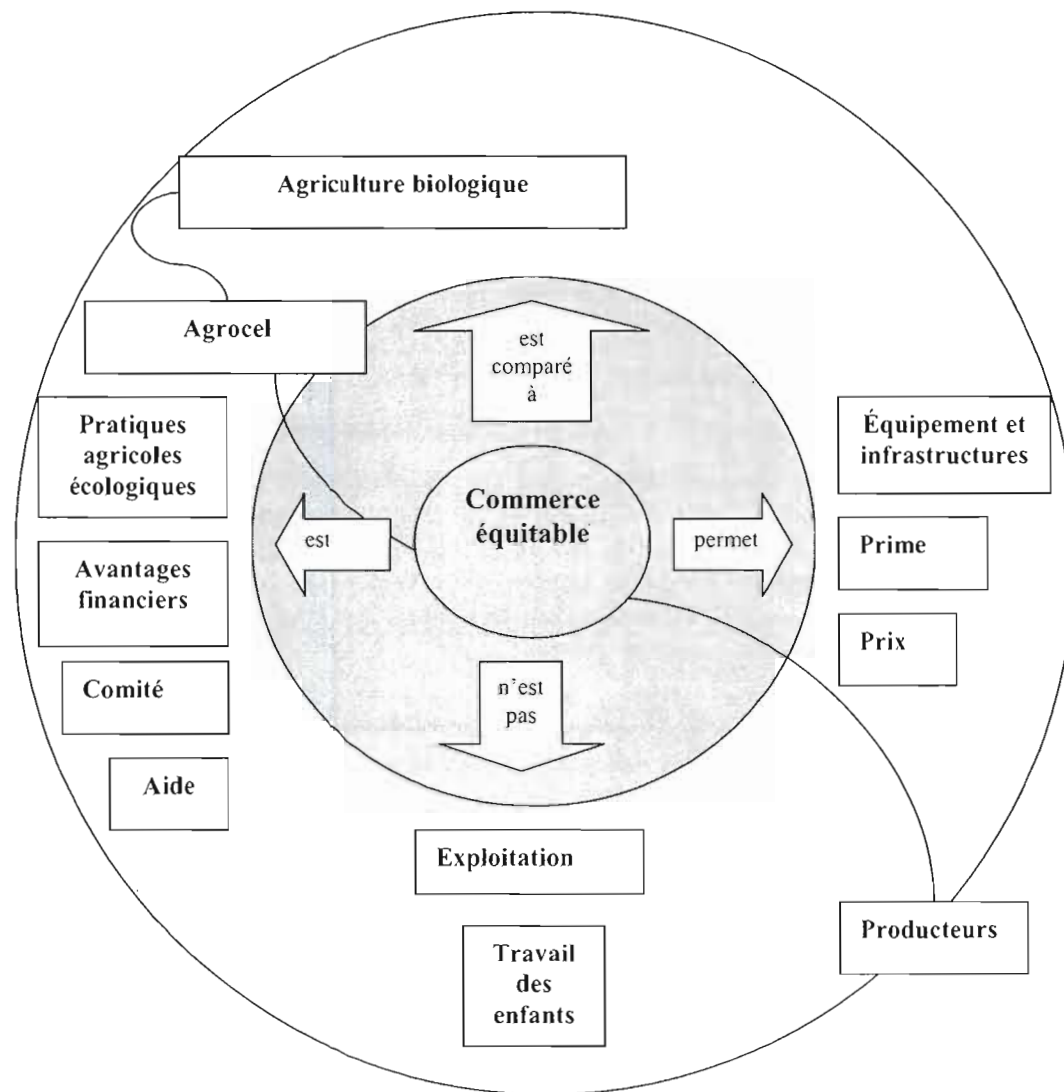 Agriculture biologique
Agrocel
est
comparé
à
Pratiques
agricoles
écologiques
Équipement et
infrastructures
Commerce
équitable
est
permet
Prime
Avantages
financiers
Prix
Comité
n'est
pas
Aide
Exploitation
Producteurs
Travail
des
enfants